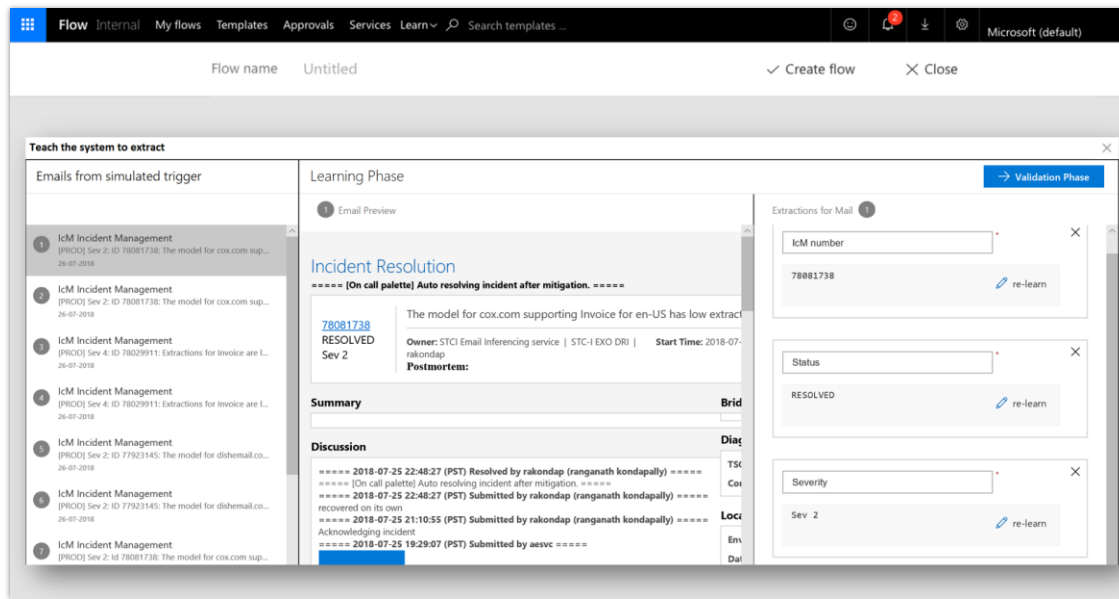 Flow Internal My flows Templates Approvals Services Learn Search templates ... 2 Microsoft (default)
Flow name Untitled Create flow Close
Teach the system to extract
Emails from simulated trigger
Learning Phase
Validation Phase
1 Email Preview
Extractions for Mail 1
1 IcM Incident Management
[PROD] Sev 2: ID 78081738: The model for cox.com sup...
26-07-2018
2 IcM Incident Management
[PROD] Sev 2: ID 78081738: The model for cox.com sup...
26-07-2018
3 IcM Incident Management
[PROD] Sev 4: ID 78029911: Extractions for Invoice are l...
26-07-2018
4 IcM Incident Management
[PROD] Sev 4: ID 78029911: Extractions for Invoice are l...
26-07-2018
5 IcM Incident Management
[PROD] Sev 2: ID 77923145: The model for dishemail.co...
26-07-2018
6 IcM Incident Management
[PROD] Sev 2: ID 77923145: The model for dishemail.co...
26-07-2018
7 IcM Incident Management
[PROD] Sev 2: Id 78081738: The model for cox.com sup...
Incident Resolution
===== [On call palette] Auto resolving incident after mitigation. =====
78081738
RESOLVED
Sev 2
The model for cox.com supporting Invoice for en-US has low extract
Owner: STCI Email Inferencing service | STC-I EXO DRI | Start Time: 2018-07-
rakondap
Postmortem:
Summary
Brid
Discussion
Diag
===== 2018-07-25 22:48:27 (PST) Resolved by rakondap (ranganath kondapally) =====
===== [On call palette] Auto resolving incident after mitigation. =====
===== 2018-07-25 22:48:27 (PST) Submitted by rakondap (ranganath kondapally) =====
recovered on its own
===== 2018-07-25 21:10:55 (PST) Submitted by rakondap (ranganath kondapally) =====
Acknowledging incident
===== 2018-07-25 19:29:07 (PST) Submitted by aesvc =====
TSG
Cor
Loca
Env
Dat
IcM number *
78081738
re-learn
Status *
RESOLVED
re-learn
Severity *
Sev 2
re-learn